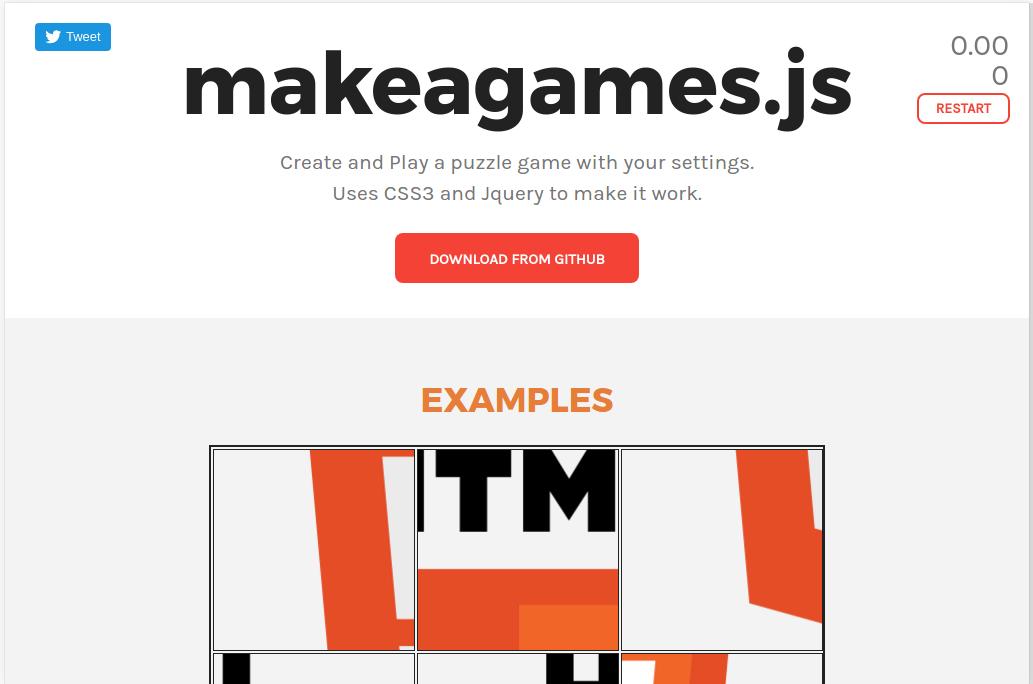 Tweet
makeagames.js
0.00
0
RESTART
Create and Play a puzzle game with your settings.
Uses CSS3 and Jquery to make it work.
DOWNLOAD FROM GITHUB
EXAMPLES
TM